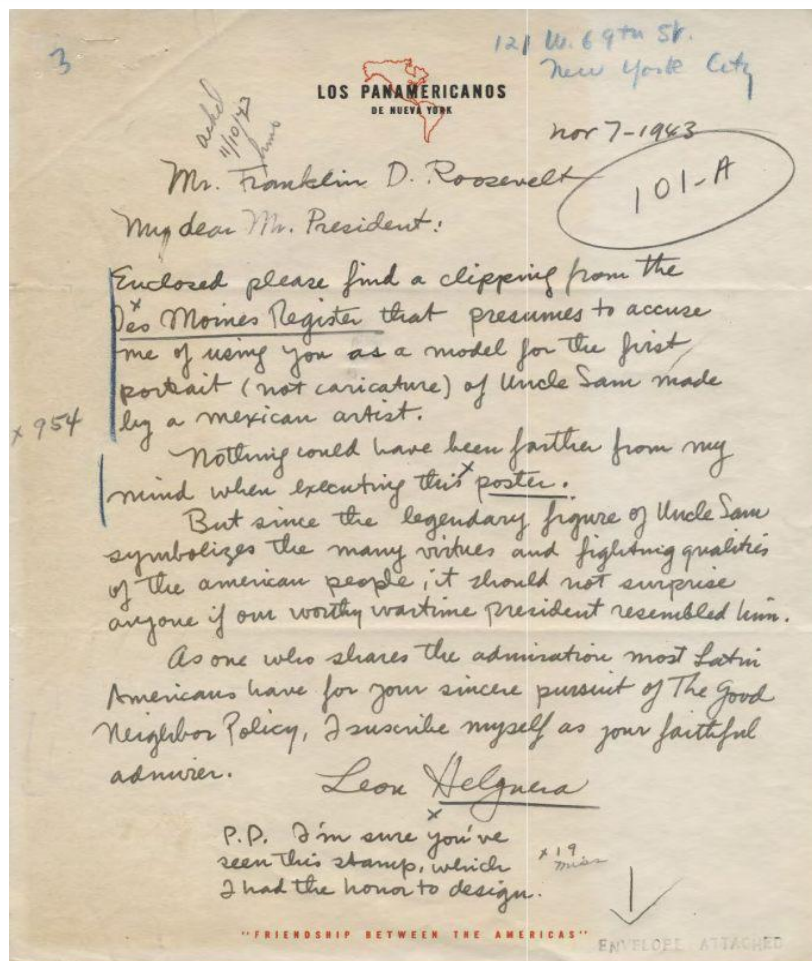 3
121 W. 69th St.
New York City
LOS PANAMERICANOS
DE NUEVA YORK
ackd
11/10/43
hmo
Nov 7-1943
101-A
Mr. Franklin D. Roosevelt
My dear Mr. President:
Enclosed please find a clipping from the
x
Des Moines Register that presumes to accuse
me of using you as a model for the first
portrait (not caricature) of Uncle Sam made
by a mexican artist.
x 954
Nothing could have been farther from my
mind when executing this x poster.
But since the legendary figure of Uncle Sam
symbolizes the many virtues and fighting qualities
of the american people, it should not surprise
anyone if our worthy wartime president resembled him.
As one who shares the admiration most Latin
Americans have for your sincere pursuit of The Good
Neighbor Policy, I suscribe myself as your faithful
admirer.
Leon Helguera
x
P.D. I'm sure you've
seen this stamp, which
I had the honor to design.
x 19
misc
"FRIENDSHIP BETWEEN THE AMERICAS"
ENVELOPE ATTACHED